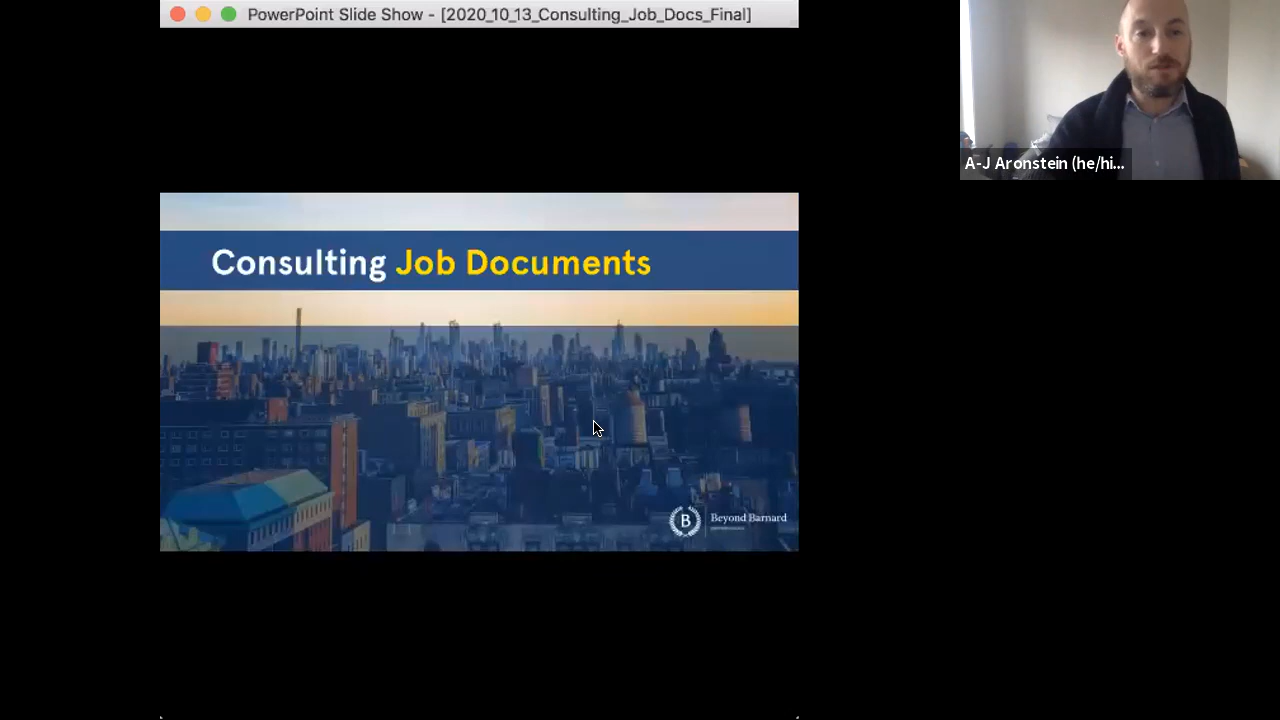 PowerPoint Slide Show - [2020_10_13_Consulting_Job_Docs_Final]
A-J Aronstein (he/hi...
Consulting Job Documents
B
Beyond Barnard